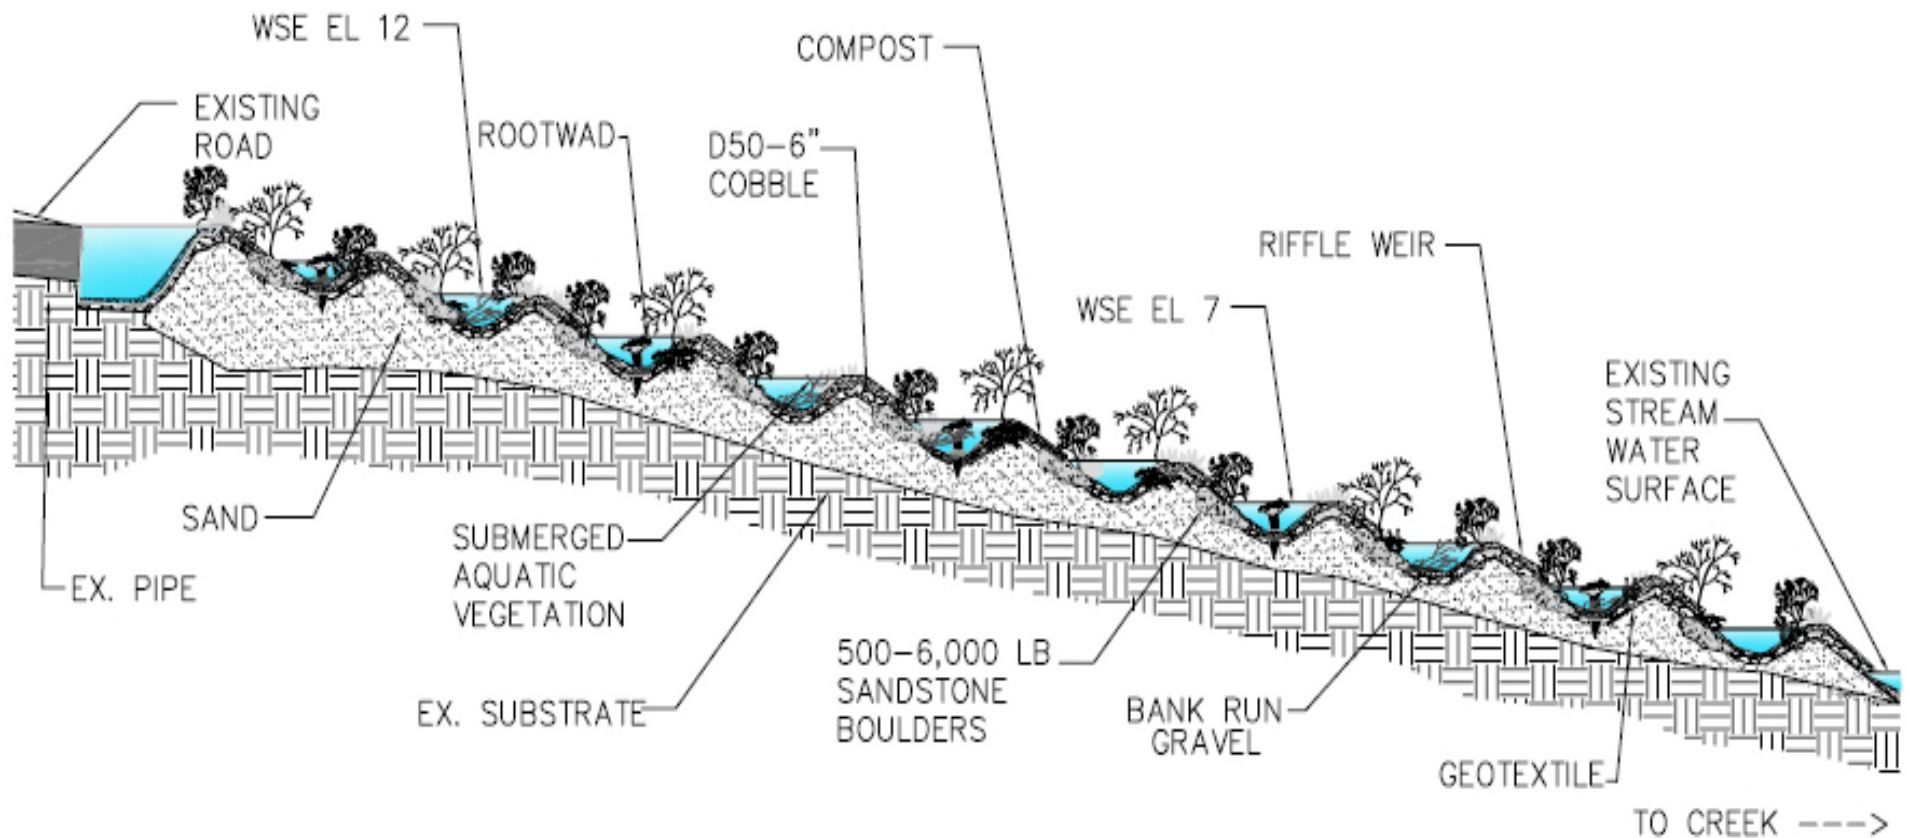 WSE EL 12
COMPOST
EXISTING
ROAD
ROOTWAD
D50-6"
COBBLE
RIFFLE WEIR
WSE EL 7
EXISTING
STREAM
WATER
SURFACE
SAND
SUBMERGED
AQUATIC
VEGETATION
EX. PIPE
500-6,000 LB
SANDSTONE
BOULDERS
EX. SUBSTRATE
BANK RUN
GRAVEL
GEOTEXTILE
TO CREEK --->